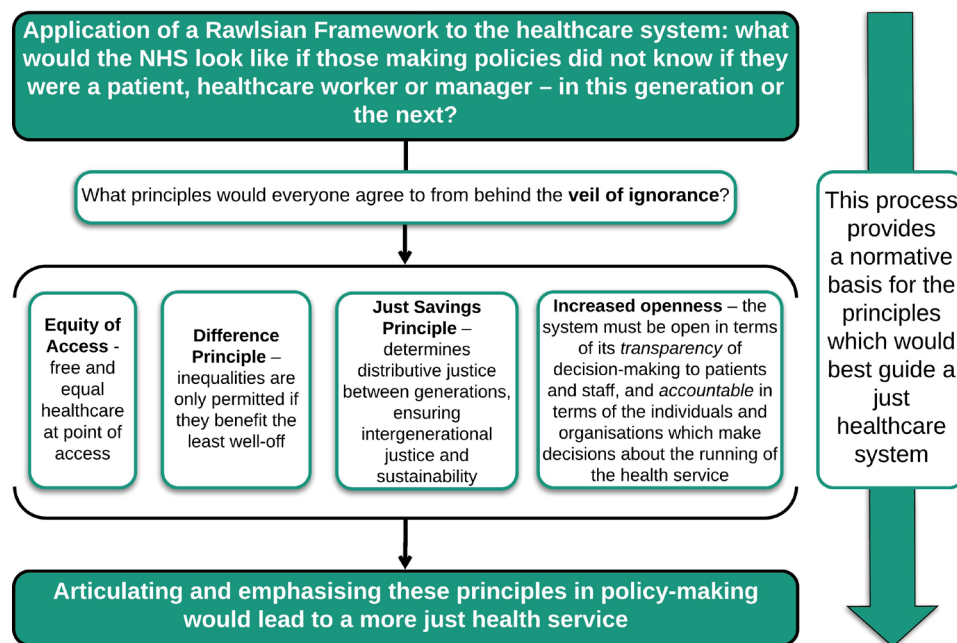 Application of a Rawlsian Framework to the healthcare system: what
would the NHS look like if those making policies did not know if they
were a patient, healthcare worker or manager – in this generation or
the next?
What principles would everyone agree to from behind the veil of ignorance?
Equity of
Access -
free and
equal
healthcare
at point of
access
Difference
Principle –
inequalities are
only permitted if
they benefit the
least well-off
Just Savings
Principle –
determines
distributive justice
between generations,
ensuring
intergenerational
justice and
sustainability
Increased openness – the
system must be open in terms
of its transparency of
decision-making to patients
and staff, and accountable in
terms of the individuals and
organisations which make
decisions about the running of
the health service
Articulating and emphasising these principles in policy-making
would lead to a more just health service
This process
provides
a normative
basis for the
principles
which would
best guide a
just
healthcare
system